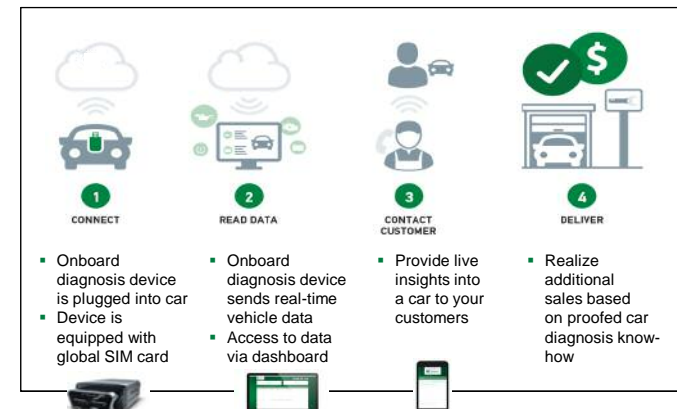 $
1
CONNECT
2
READ DATA
3
CONTACT
CUSTOMER
4
DELIVER
▪ Onboard
diagnosis device
is plugged into car
▪ Device is
equipped with
global SIM card
▪ Onboard
diagnosis device
sends real-time
vehicle data
▪ Access to data
via dashboard
▪ Provide live
insights into
a car to your
customers
▪ Realize
additional
sales based
on proofed car
diagnosis know-
how